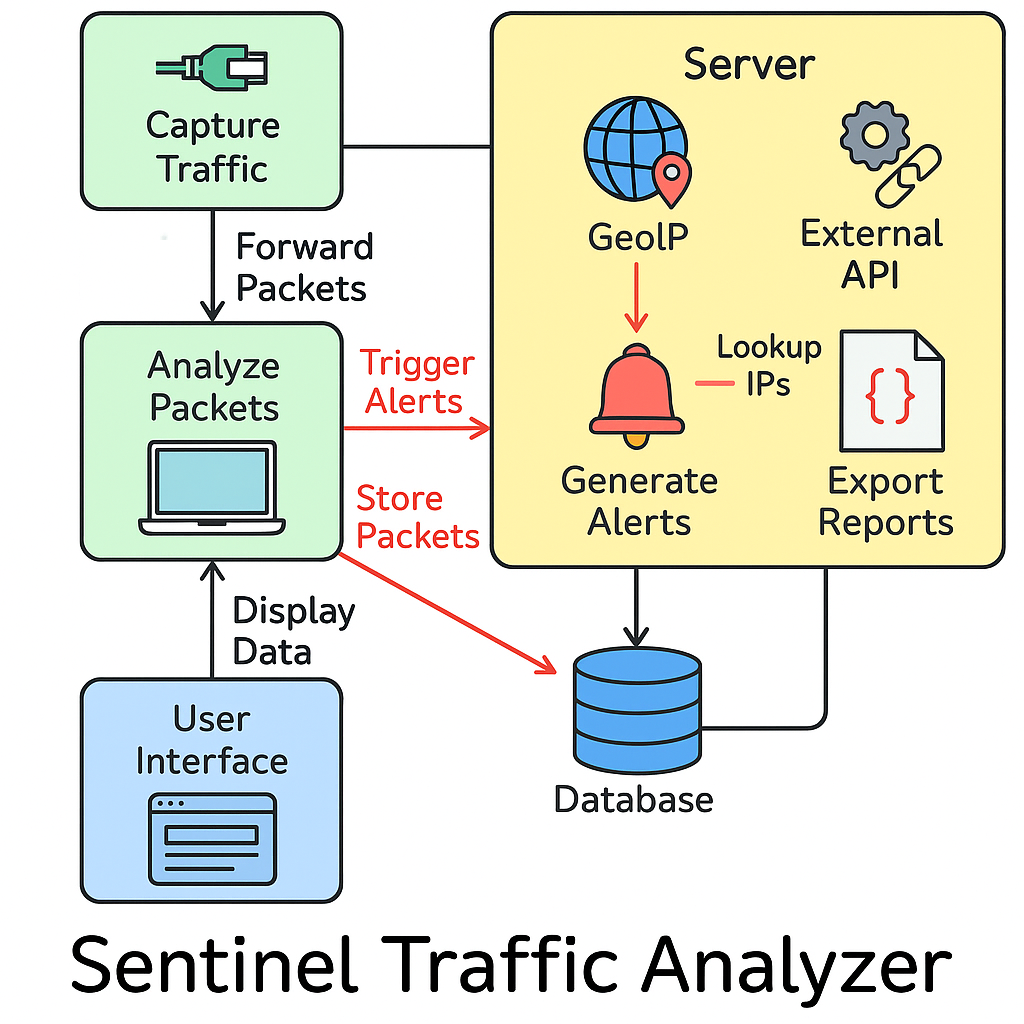 Capture
Traffic
Server
GeoIP
External
API
Forward
Packets
Analyze
Packets
Trigger
Alerts
Lookup
IPs
{ }
Generate
Alerts
Export
Reports
Store
Packets
Display
Data
User
Interface
Database
Sentinel Traffic Analyzer